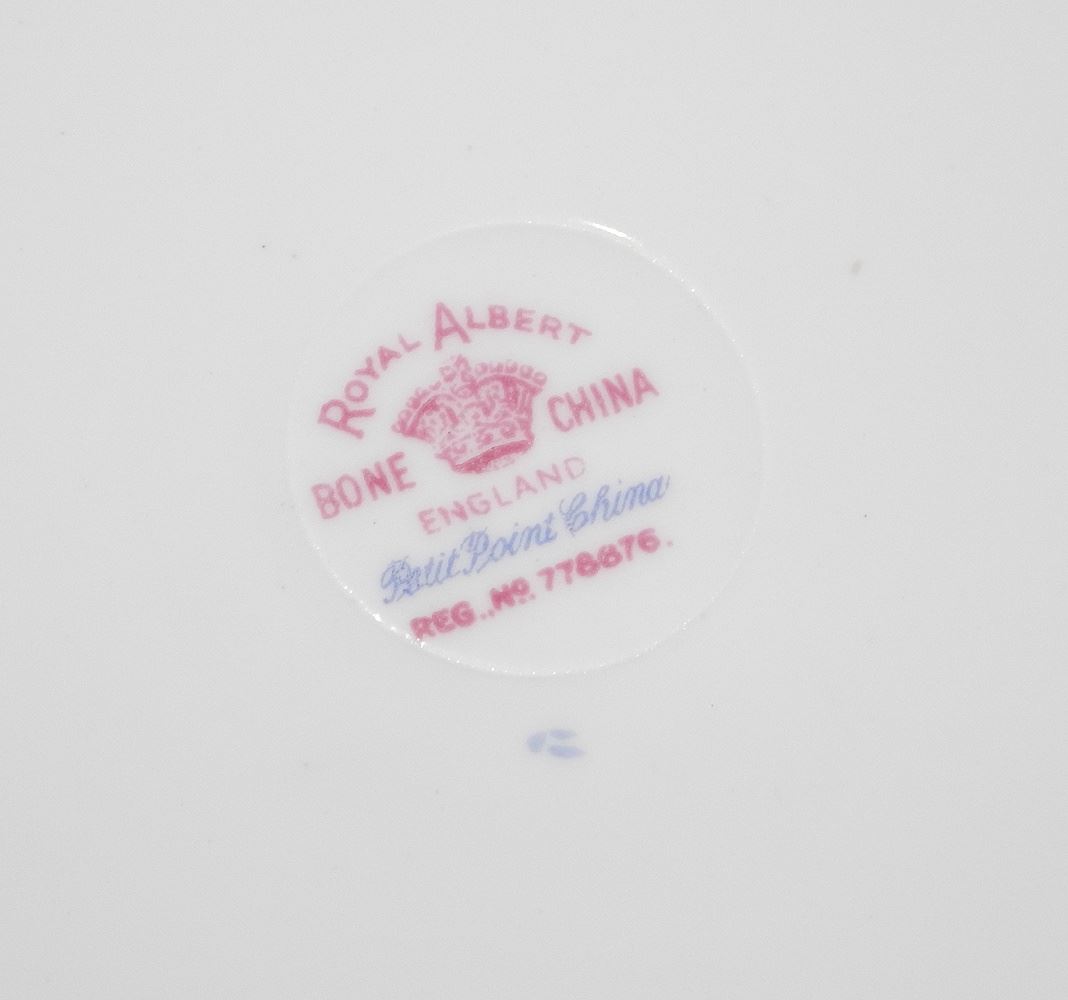 ROYAL ALBERT
BONE CHINA
ENGLAND
Petit Point China
REG. No. 778676.